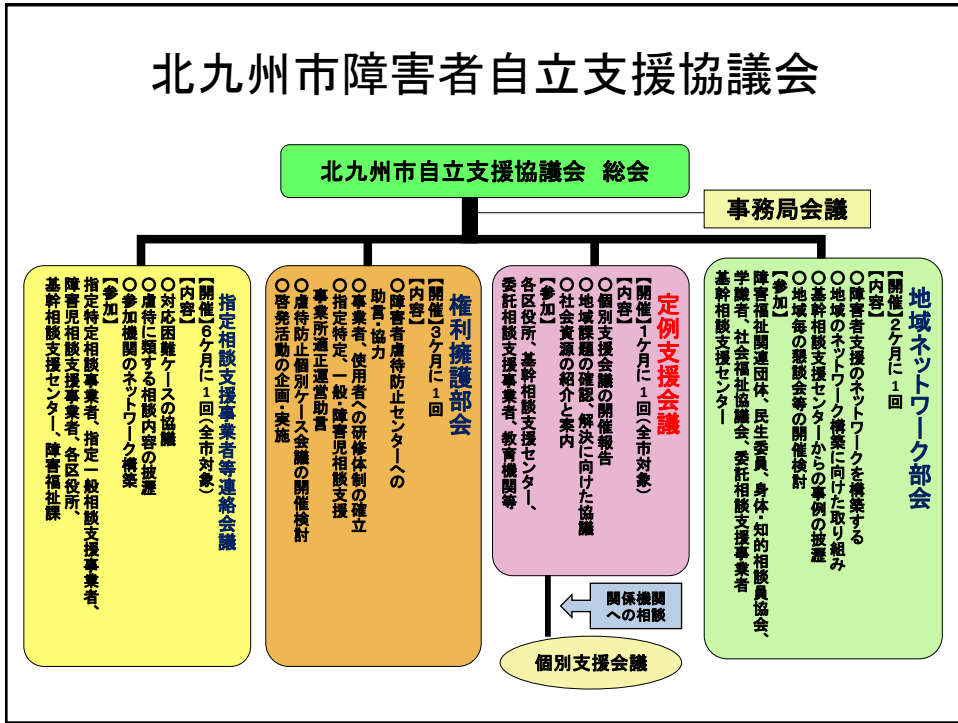 北九州市障害者自立支援協議会
北九州市自立支援協議会 総会
事務局会議
地域ネットワーク部会
【開催】2ケ月に1回
【内容】
○障害者支援のネットワークを構築する
○地域のネットワーク構築に向けた取り組み
○基幹相談支援センターからの事例の披瀝
○地域毎の懇談会等の開催検討
【参加】
障害福祉関連団体、民生委員、身体・知的相談員協会、
学識者、社会福祉協議会、委託相談支援事業者
基幹相談支援センター
定例支援会議
【開催】1ケ月に1回(全市対象)
【内容】
○個別支援会議の開催報告
○地域課題の確認、解決に向けた協議
○社会資源の紹介と案内
【参加】
各区役所、基幹相談支援センター、
委託相談支援事業者、教育機関等
関係機関
への相談
個別支援会議
権利擁護部会
【開催】3ケ月に1回
【内容】
○障害者虐待防止センターへの
助言・協力
○事業者、使用者への研修体制の確立
○指定特定、一般・障害児相談支援
事業所適正運営助言
○虐待防止個別ケース会議の開催検討
○啓発活動の企画・実施
指定相談支援事業者等連絡会議
【開催】6ケ月に1回(全市対象)
【内容】
○対応困難ケースの協議
○虐待に類する相談内容の披瀝
○参加機関のネットワーク構築
【参加】
指定特定相談事業者、指定一般相談支援事業者、
障害児相談支援事業者、各区役所、
基幹相談支援センター、障害福祉課